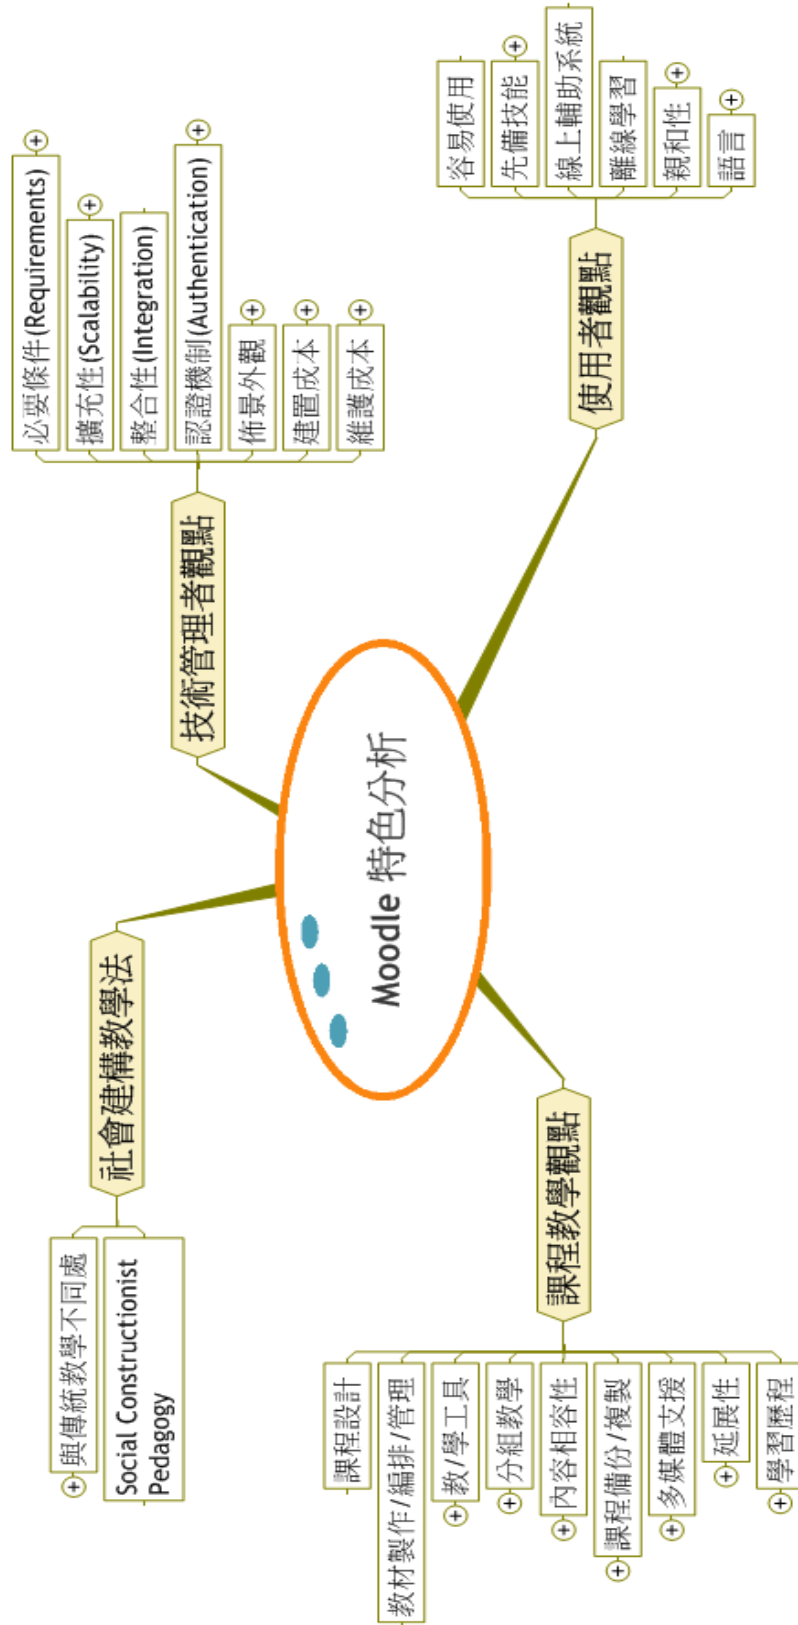 Moodle 特色分析
社會建構教學法
與傳統教學不同處
Social Constructionist
Pedagogy
技術管理者觀點
必要條件(Requirements)
擴充性(Scalability)
整合性(Integration)
認證機制(Authentication)
佈景外觀
建置成本
維護成本
課程教學觀點
課程設計
教材製作/編排/管理
教/學工具
分組教學
內容相容性
課程備份/複製
多媒體支援
延展性
學習歷程
使用者觀點
容易使用
先備技能
線上輔助系統
離線學習
親和性
語言